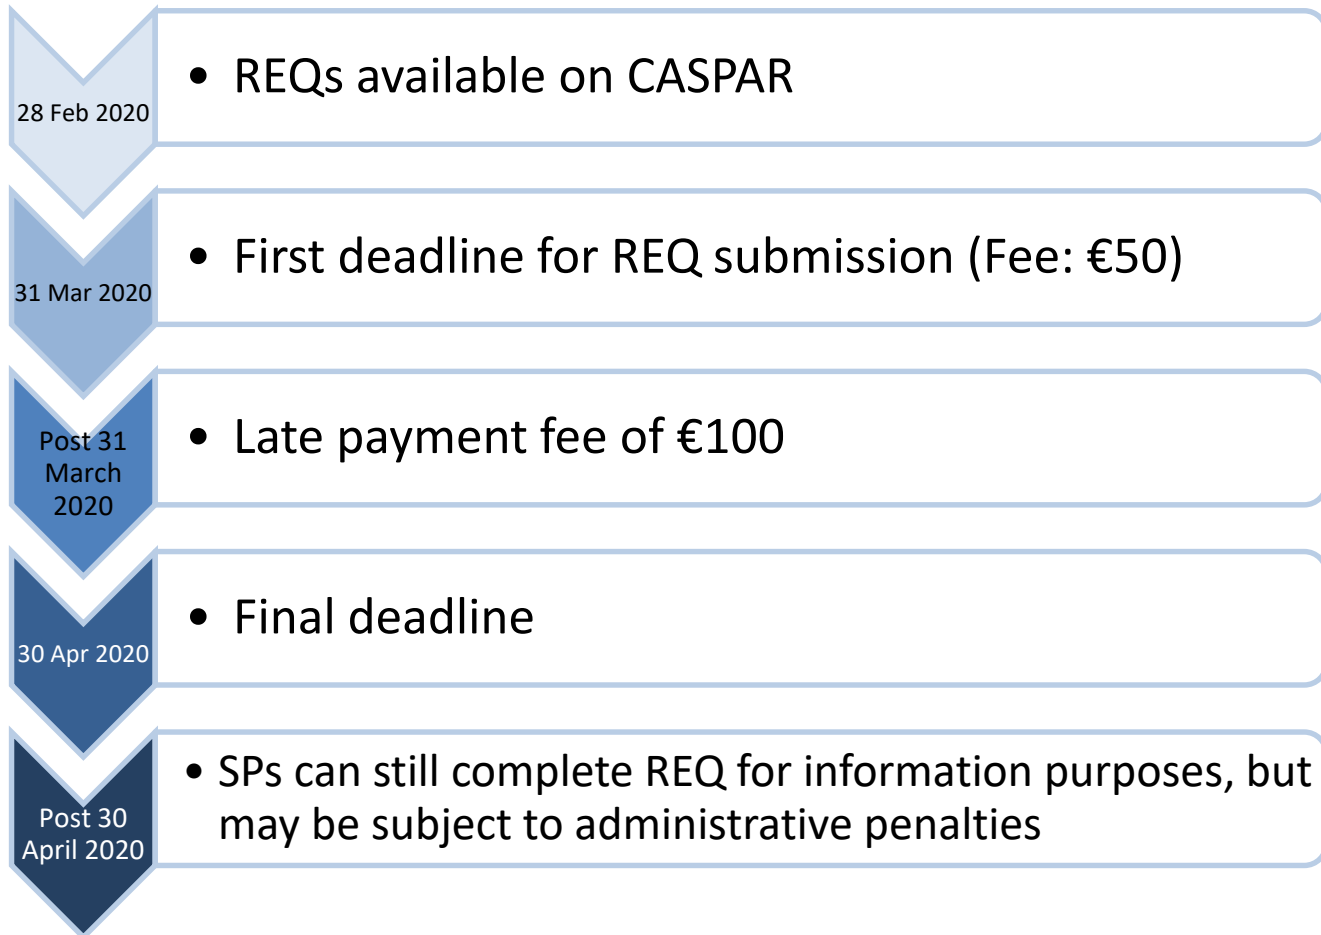 28 Feb 2020
• REQs available on CASPAR
31 Mar 2020
• First deadline for REQ submission (Fee: €50)
Post 31
March
2020
• Late payment fee of €100
30 Apr 2020
• Final deadline
Post 30
April 2020
• SPs can still complete REQ for information purposes, but
may be subject to administrative penalties